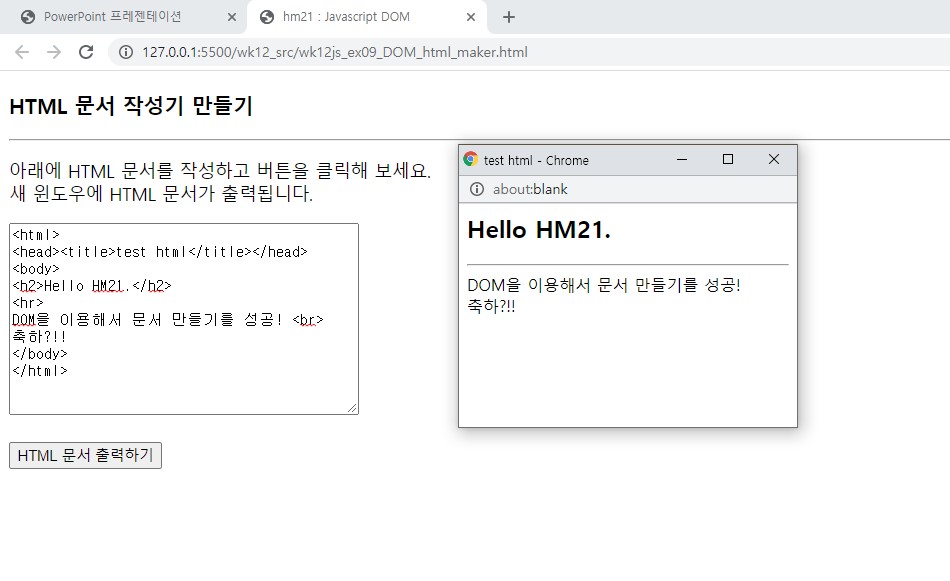 PowerPoint 프레젠테이션
hm21 : Javascript DOM
127.0.0.1:5500/wk12_src/wk12js_ex09_DOM_html_maker.html
HTML 문서 작성기 만들기
아래에 HTML 문서를 작성하고 버튼을 클릭해 보세요.
새 윈도우에 HTML 문서가 출력됩니다.
<html>
<head><title>test html</title></head>
<body>
<h2>Hello HM21.</h2>
<hr>
DOM을 이용해서 문서 만들기를 성공! <br>
축하?!!
</body>
</html>
HTML 문서 출력하기
test html - Chrome
about:blank
Hello HM21.
DOM을 이용해서 문서 만들기를 성공!
축하?!!